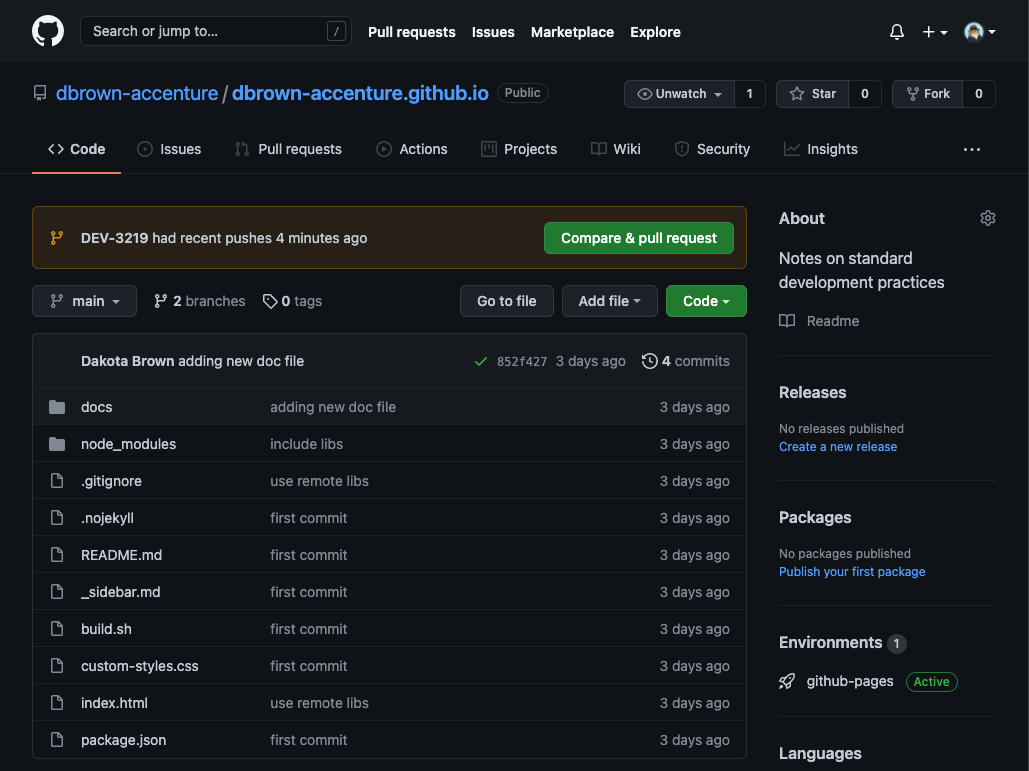 Search or jump to... / Pull requests Issues Marketplace Explore
dbrown-accenture / dbrown-accenture.github.io Public Unwatch 1 Star 0 Fork 0
Code Issues Pull requests Actions Projects Wiki Security Insights ...
DEV-3219 had recent pushes 4 minutes ago Compare & pull request
main 2 branches 0 tags Go to file Add file Code
Dakota Brown adding new doc file 852f427 3 days ago 4 commits
docs adding new doc file 3 days ago
node_modules include libs 3 days ago
.gitignore use remote libs 3 days ago
.nojekyll first commit 3 days ago
README.md first commit 3 days ago
_sidebar.md first commit 3 days ago
build.sh first commit 3 days ago
custom-styles.css first commit 3 days ago
index.html use remote libs 3 days ago
package.json first commit 3 days ago
About
Notes on standard
development practices
Readme
Releases
No releases published
Create a new release
Packages
No packages published
Publish your first package
Environments 1
github-pages Active
Languages